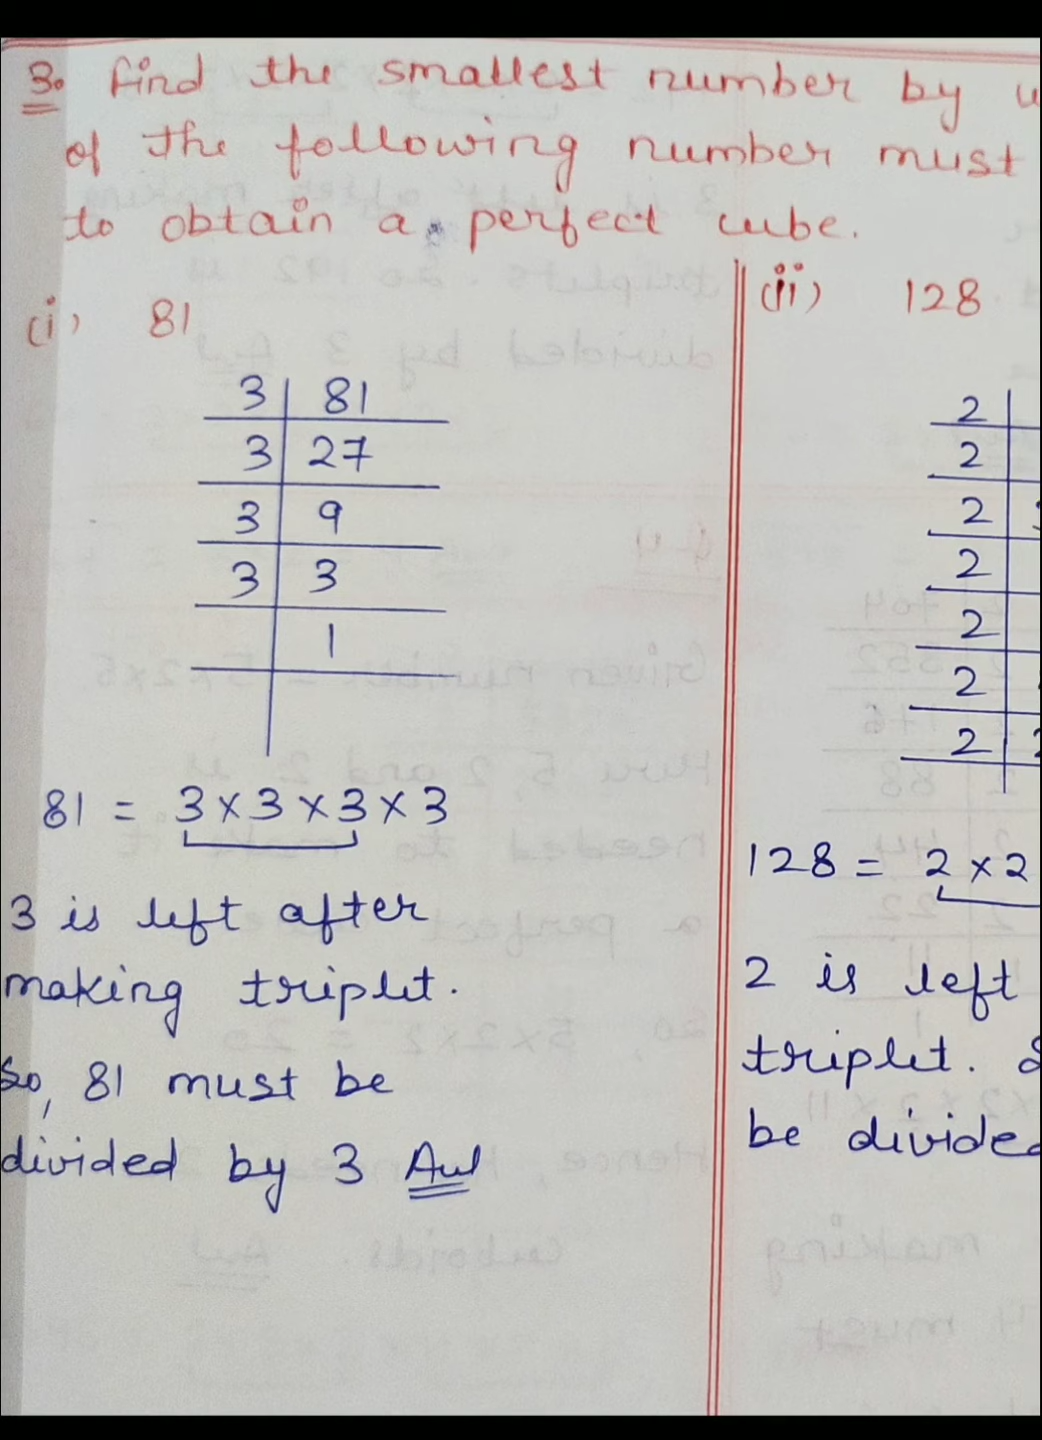 3. Find the smallest number by
of the following number must
to obtain a perfect cube.
(i) 81
3 | 81
3 | 27
3 | 9
3 | 3
1
81 = 3 × 3 × 3 × 3
3 is left after
making triplet.
So, 81 must be
divided by 3 Ans
(ii) 128
2
2
2
2
2
2
2
128 = 2 × 2
2 is left
triplet.
be divided